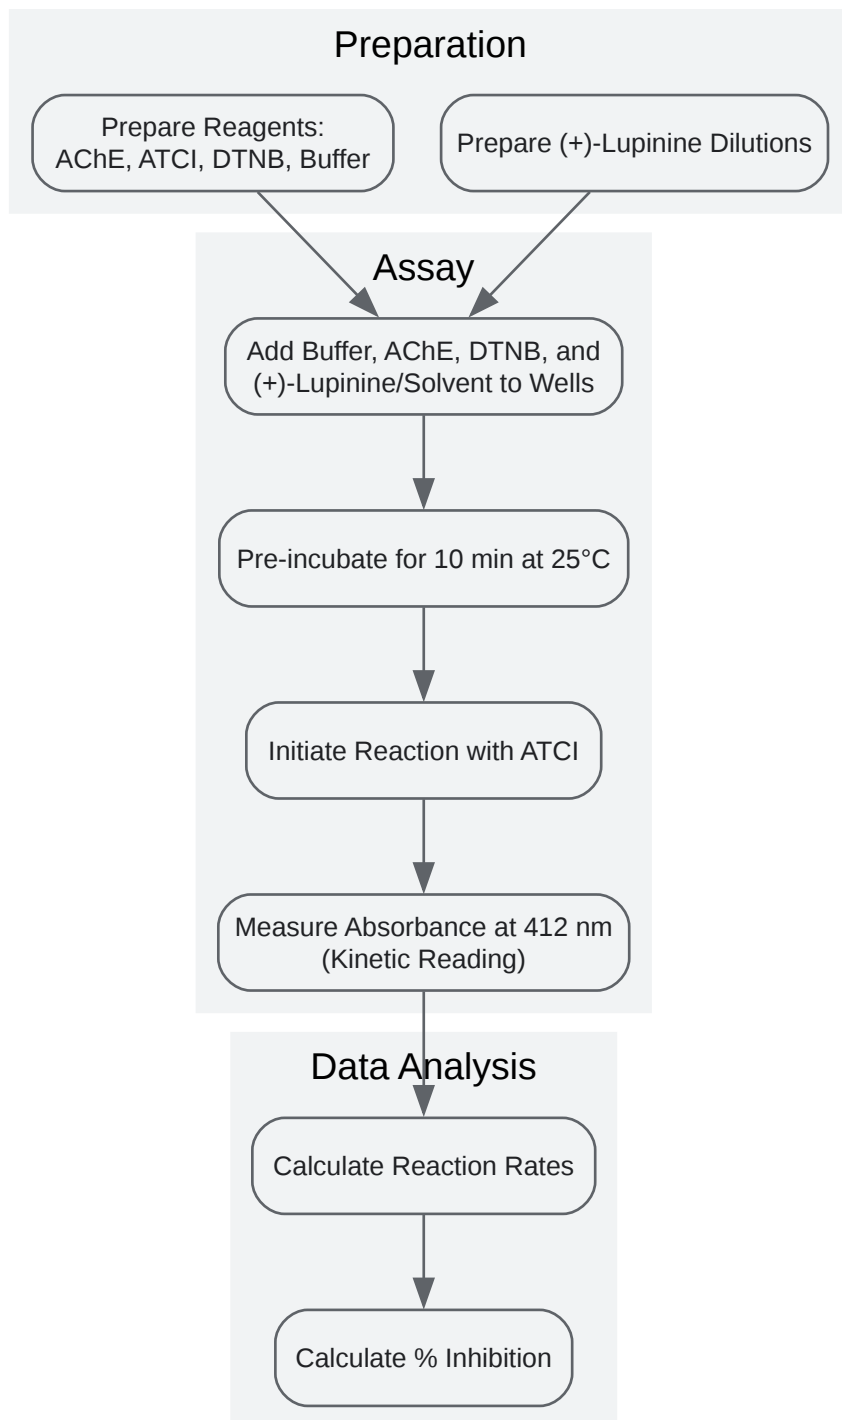 Preparation
Prepare Reagents:
AChE, ATCI, DTNB, Buffer
Prepare (+)-Lupinine Dilutions
Assay
Add Buffer, AChE, DTNB, and
(+)-Lupinine/Solvent to Wells
Pre-incubate for 10 min at 25°C
Initiate Reaction with ATCI
Measure Absorbance at 412 nm
(Kinetic Reading)
Data Analysis
Calculate Reaction Rates
Calculate % Inhibition